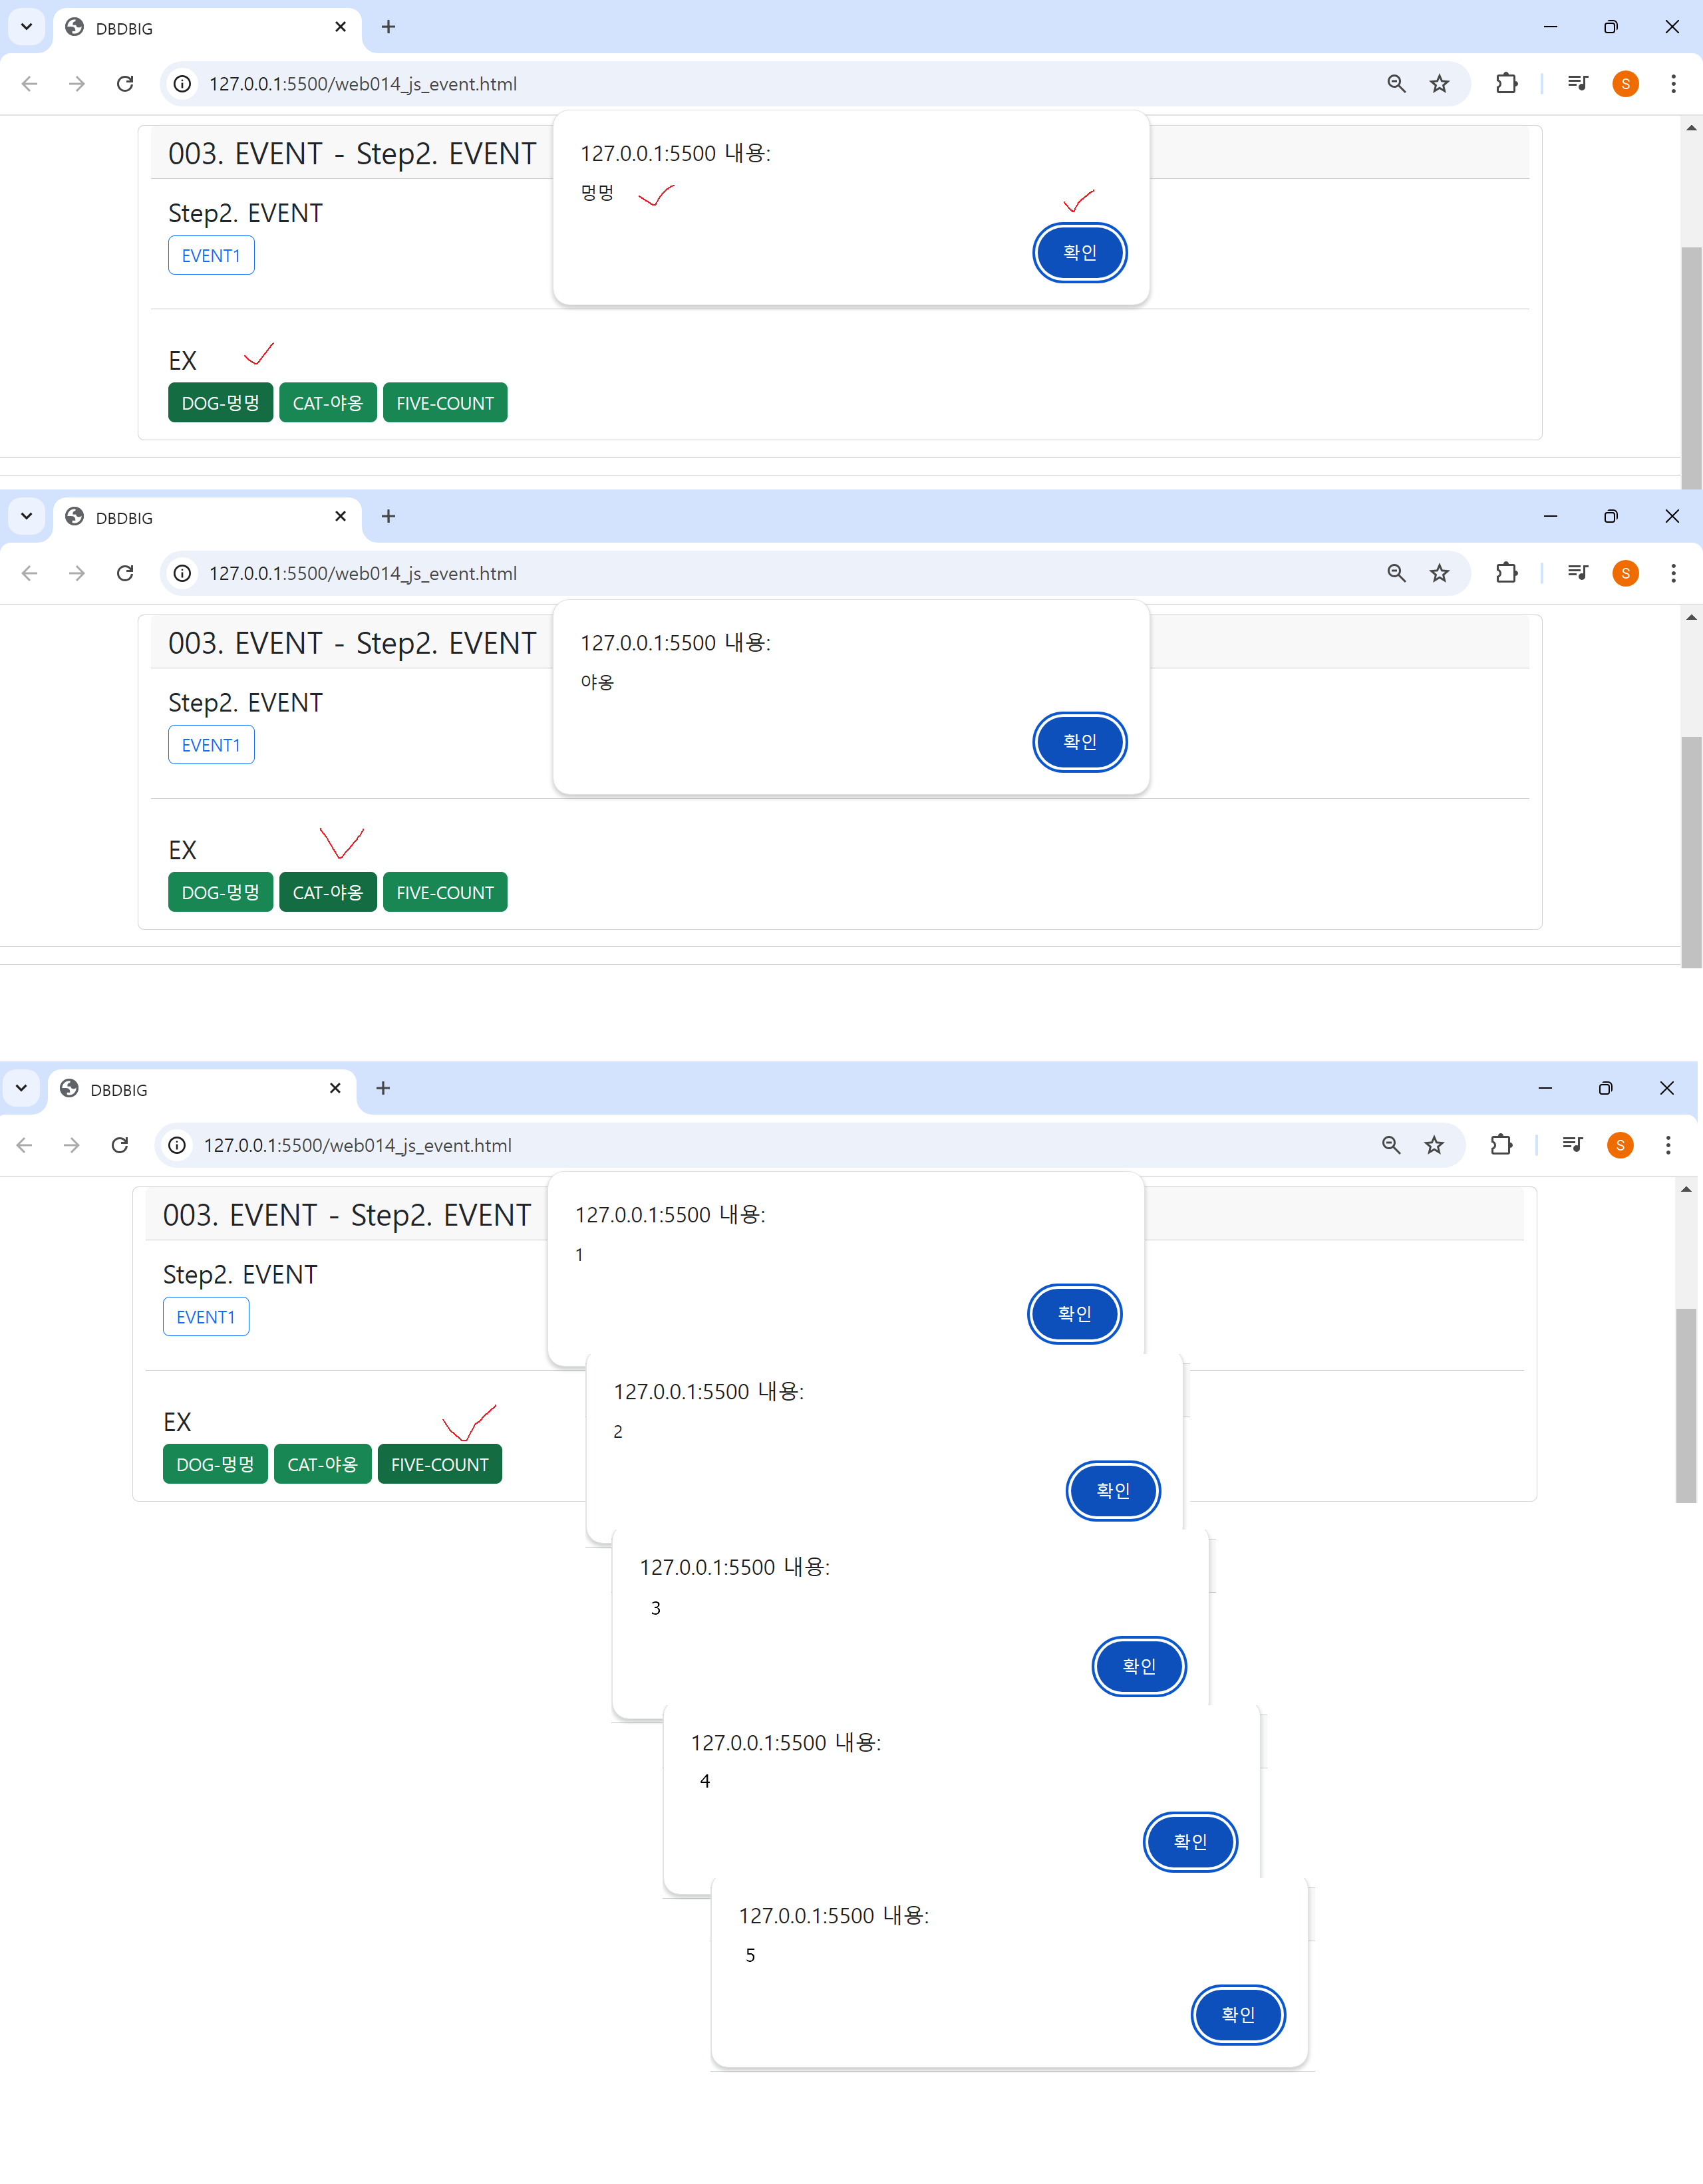 DBDBIG
127.0.0.1:5500/web014_js_event.html
S
003. EVENT - Step2. EVENT
127.0.0.1:5500 내용:
멍멍
확인
Step2. EVENT
EVENT1
EX
DOG-멍멍 CAT-야옹 FIVE-COUNT
DBDBIG
127.0.0.1:5500/web014_js_event.html
S
003. EVENT - Step2. EVENT
127.0.0.1:5500 내용:
야옹
확인
Step2. EVENT
EVENT1
EX
DOG-멍멍 CAT-야옹 FIVE-COUNT
DBDBIG
127.0.0.1:5500/web014_js_event.html
S
003. EVENT - Step2. EVENT
127.0.0.1:5500 내용:
1
확인
Step2. EVENT
EVENT1
EX
DOG-멍멍 CAT-야옹 FIVE-COUNT
127.0.0.1:5500 내용:
2
확인
127.0.0.1:5500 내용:
3
확인
127.0.0.1:5500 내용:
4
확인
127.0.0.1:5500 내용:
5
확인